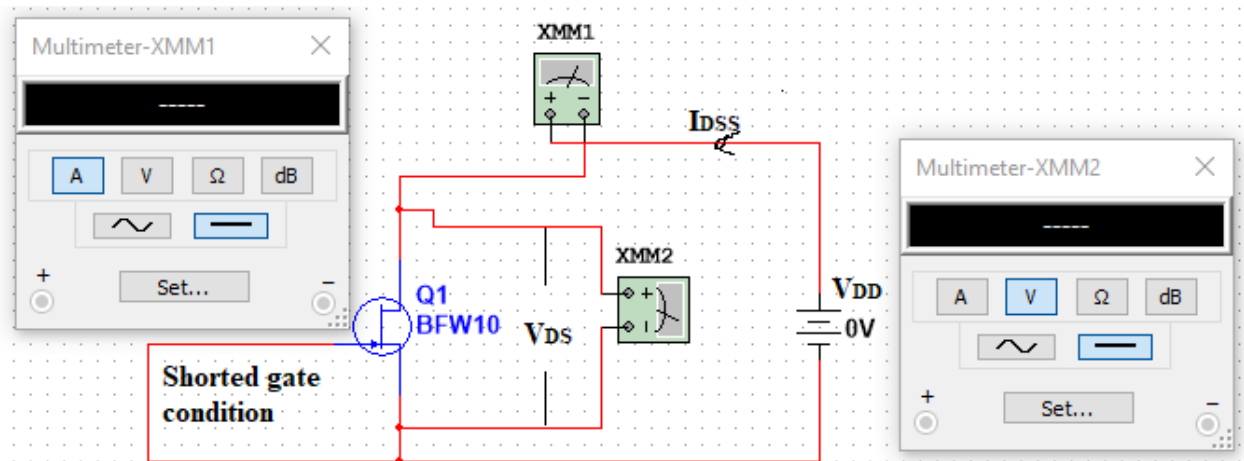 Multimeter-XMM1
-----
A V Ω dB
+ Set... -
XMM1
+ -
IDSS
XMM2
+
Q1
BFW10
VDS
VDD
0V
Shorted gate
condition
Multimeter-XMM2
-----
A V Ω dB
+ Set... -